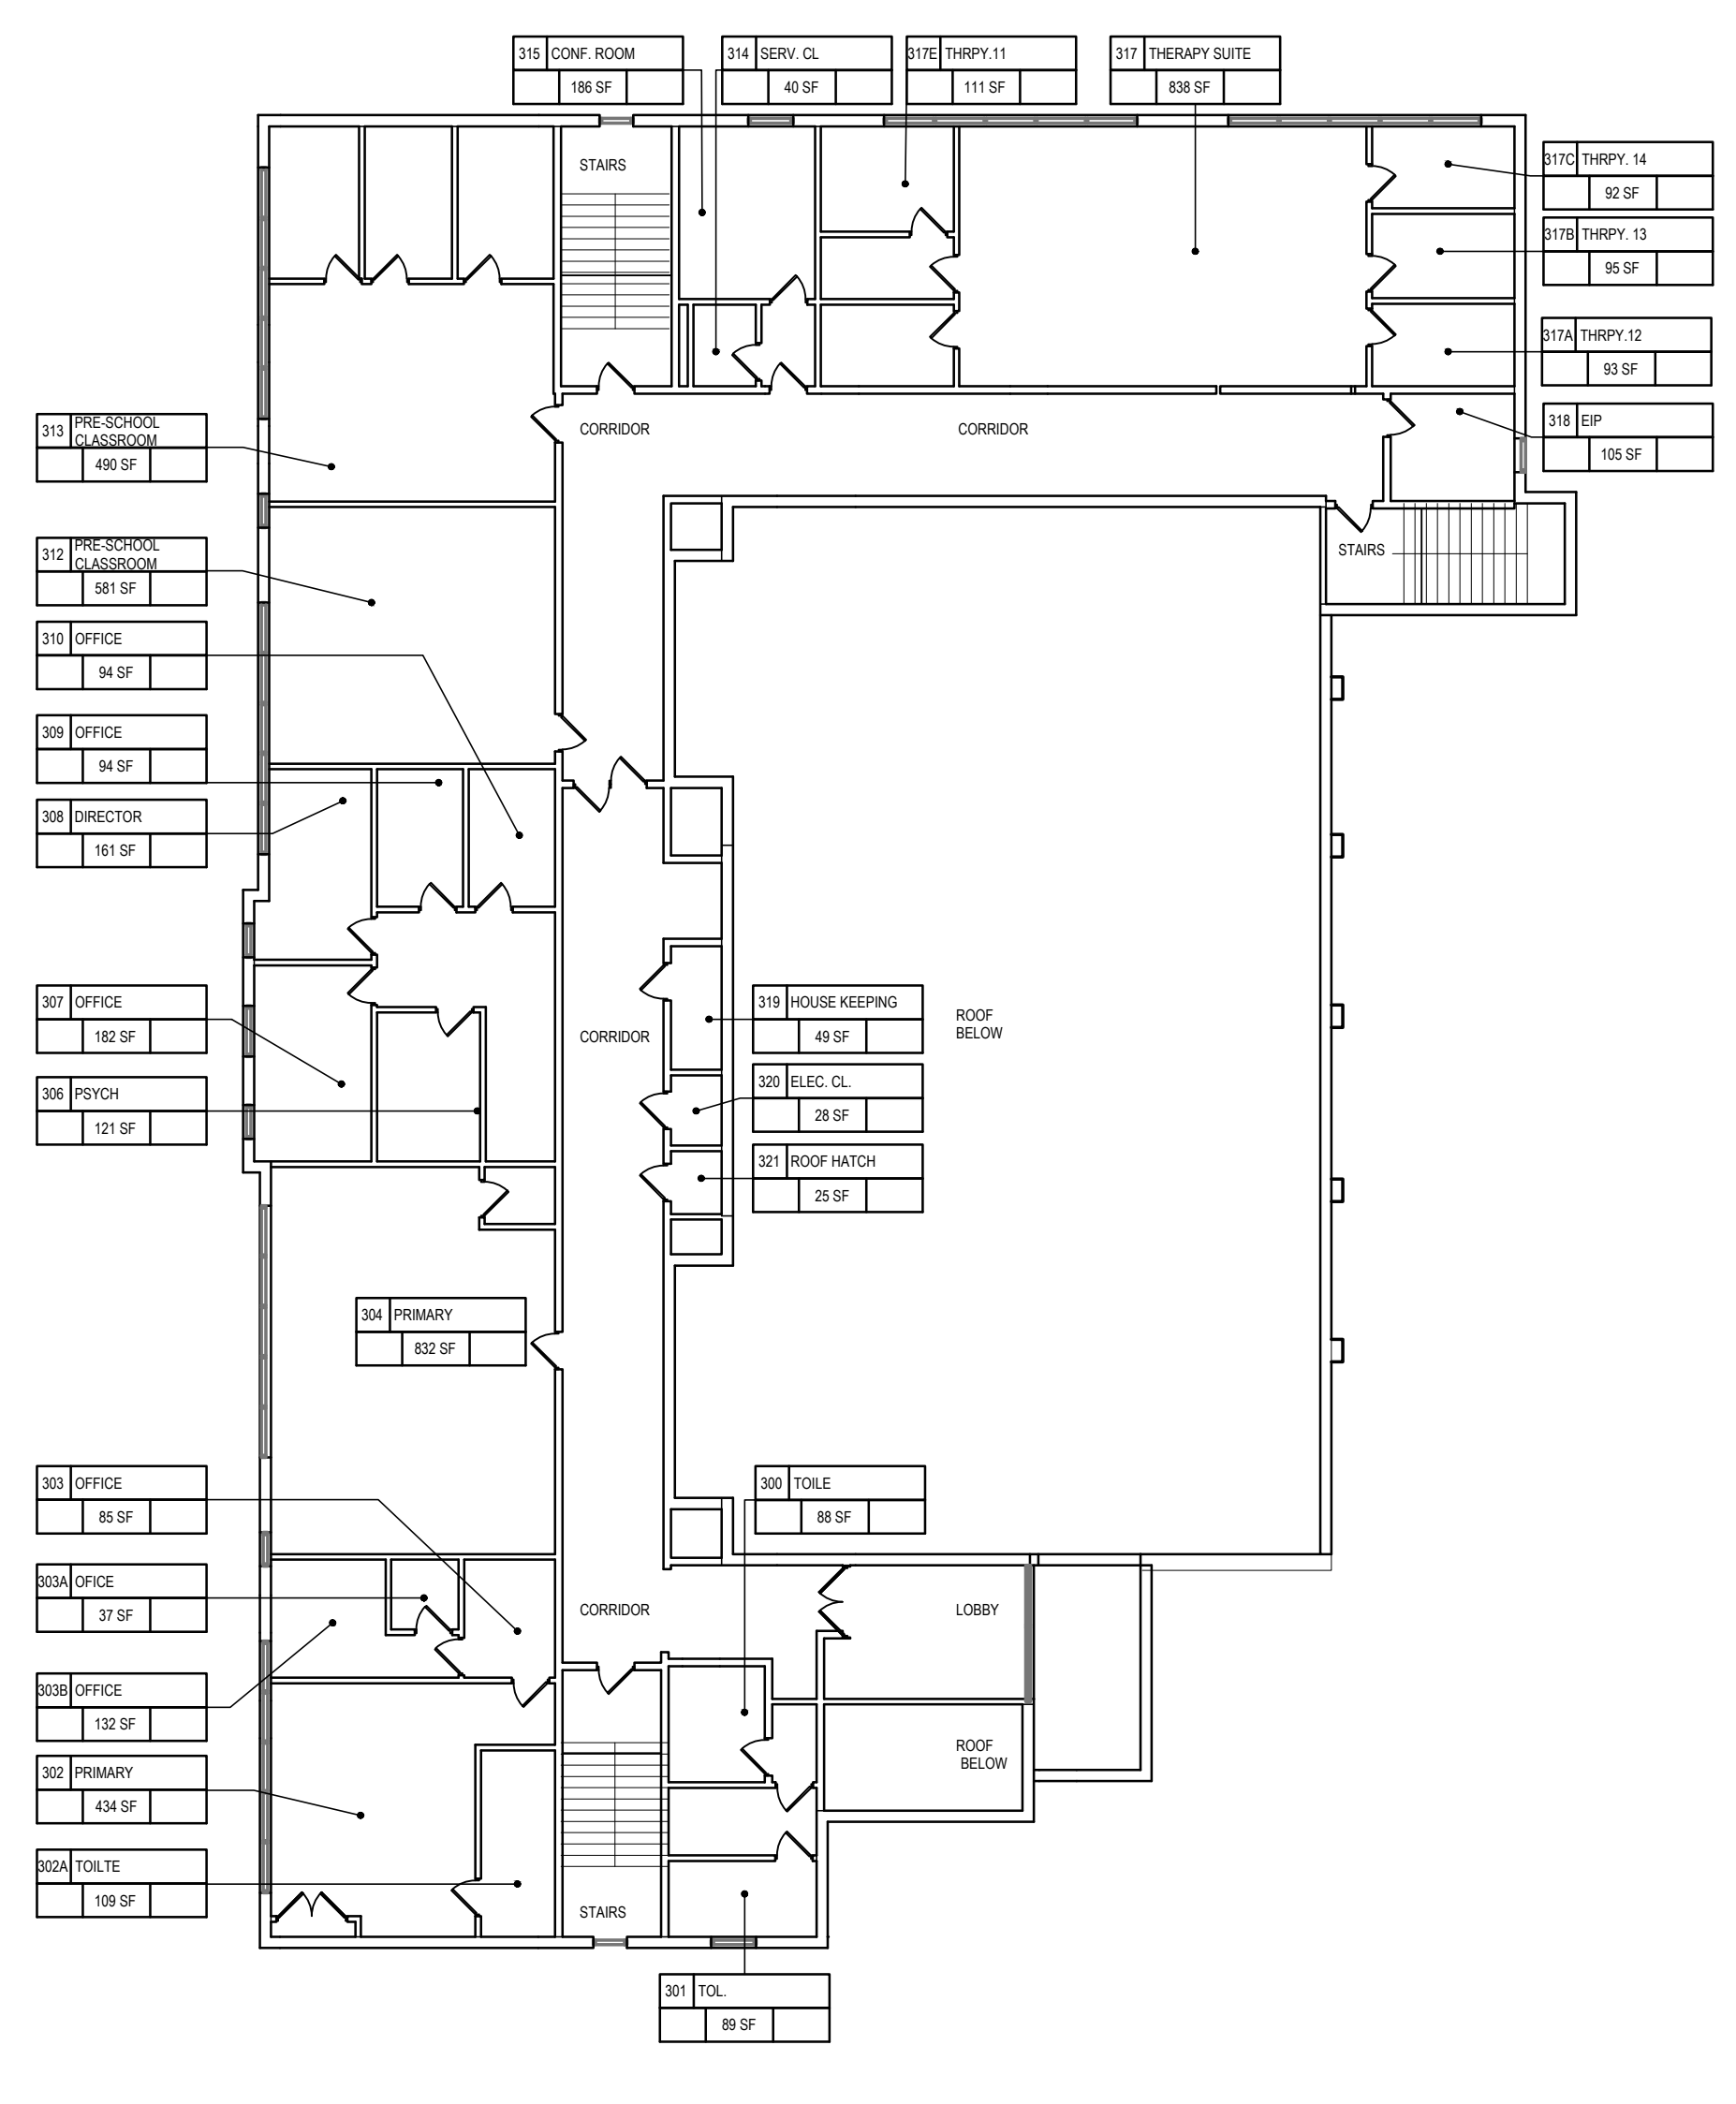 315 CONF. ROOM
186 SF
314 SERV. CL
40 SF
317E THRPY.11
111 SF
317 THERAPY SUITE
838 SF
STAIRS
317C THRPY. 14
92 SF
317B THRPY. 13
95 SF
317A THRPY.12
93 SF
318 EIP
105 SF
313 PRE-SCHOOL
CLASSROOM
490 SF
CORRIDOR
CORRIDOR
312 PRE-SCHOOL
CLASSROOM
581 SF
STAIRS
310 OFFICE
94 SF
309 OFFICE
94 SF
308 DIRECTOR
161 SF
307 OFFICE
182 SF
CORRIDOR
319 HOUSE KEEPING
49 SF
ROOF
BELOW
306 PSYCH
121 SF
320 ELEC. CL.
28 SF
321 ROOF HATCH
25 SF
304 PRIMARY
832 SF
303 OFFICE
85 SF
300 TOILE
88 SF
303A OFICE
37 SF
CORRIDOR
LOBBY
303B OFFICE
132 SF
ROOF
BELOW
302 PRIMARY
434 SF
302A TOILTE
109 SF
STAIRS
301 TOL.
89 SF